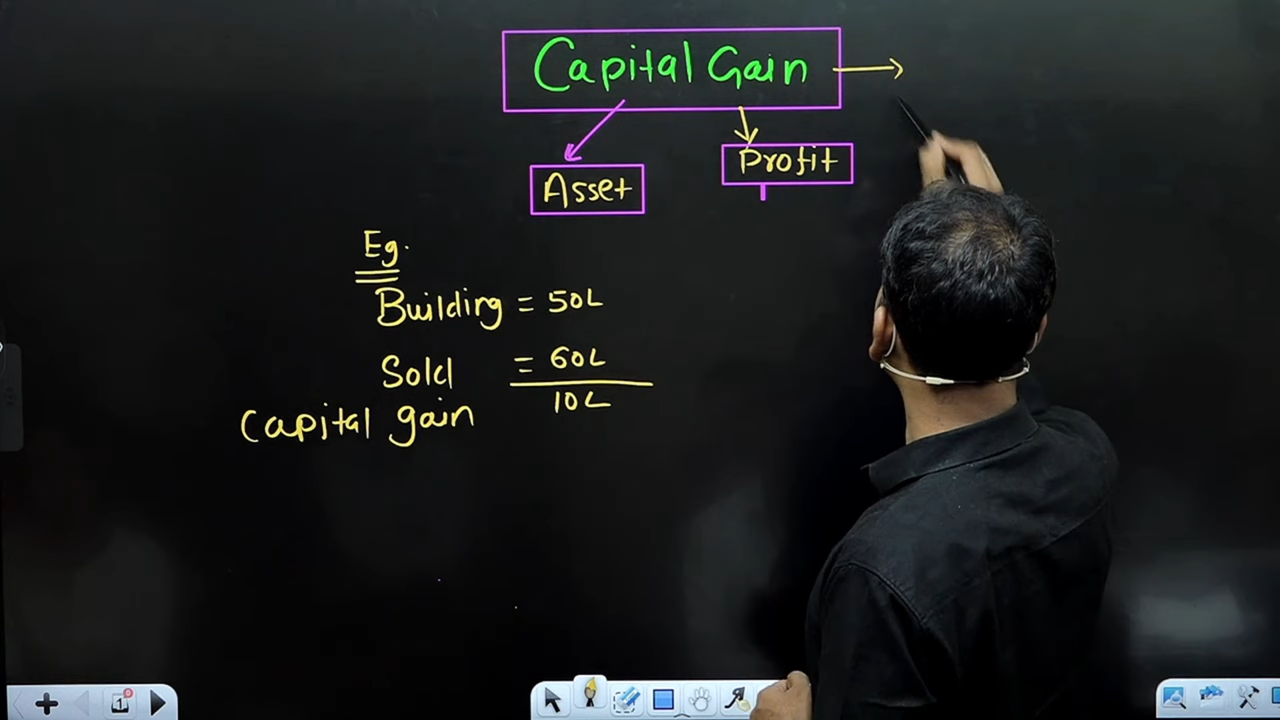 Capital Gain
Asset
Profit
Eg.
Building = 50L
Sold = 60L
Capital gain 10L